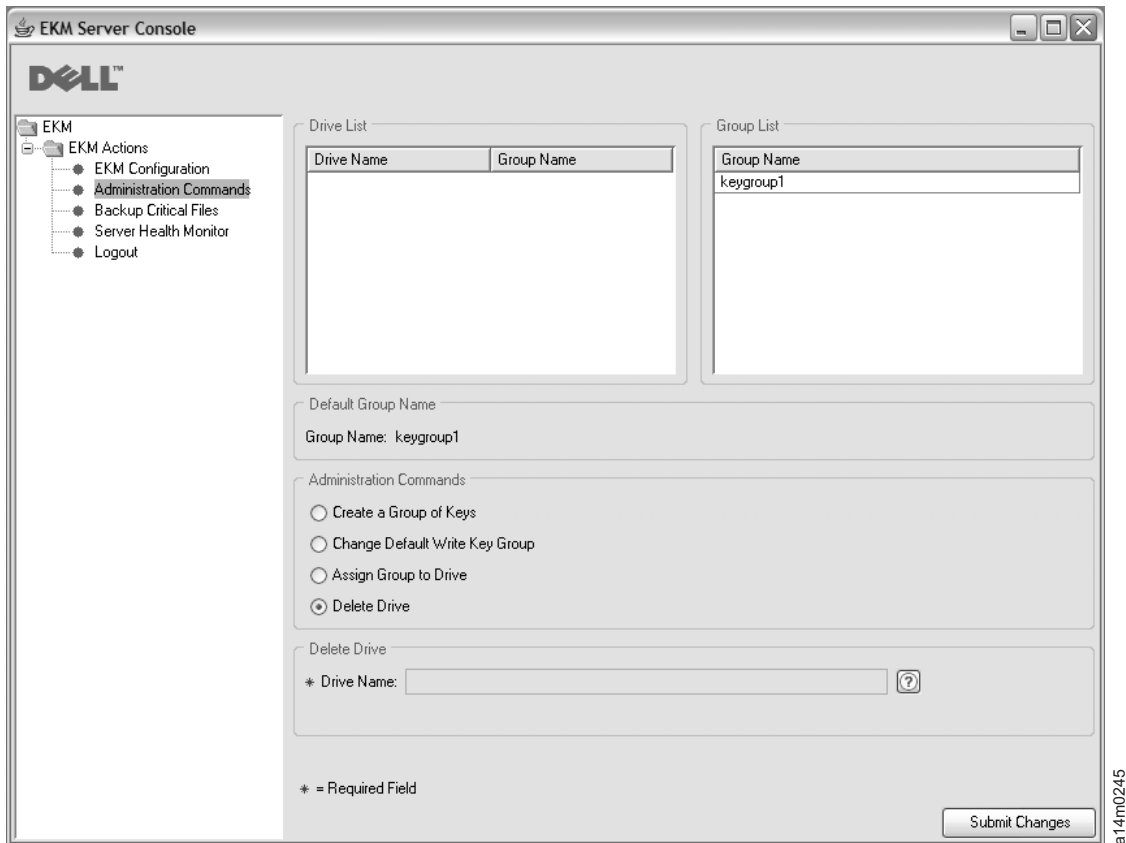 EKM Server Console
DELL™
EKM
EKM Actions
EKM Configuration
Administration Commands
Backup Critical Files
Server Health Monitor
Logout
Drive List
Drive Name Group Name
Group List
Group Name
keygroup1
Default Group Name
Group Name: keygroup1
Administration Commands
Create a Group of Keys
Change Default Write Key Group
Assign Group to Drive
Delete Drive
Delete Drive
* Drive Name: ?
* = Required Field
Submit Changes
a14m0245